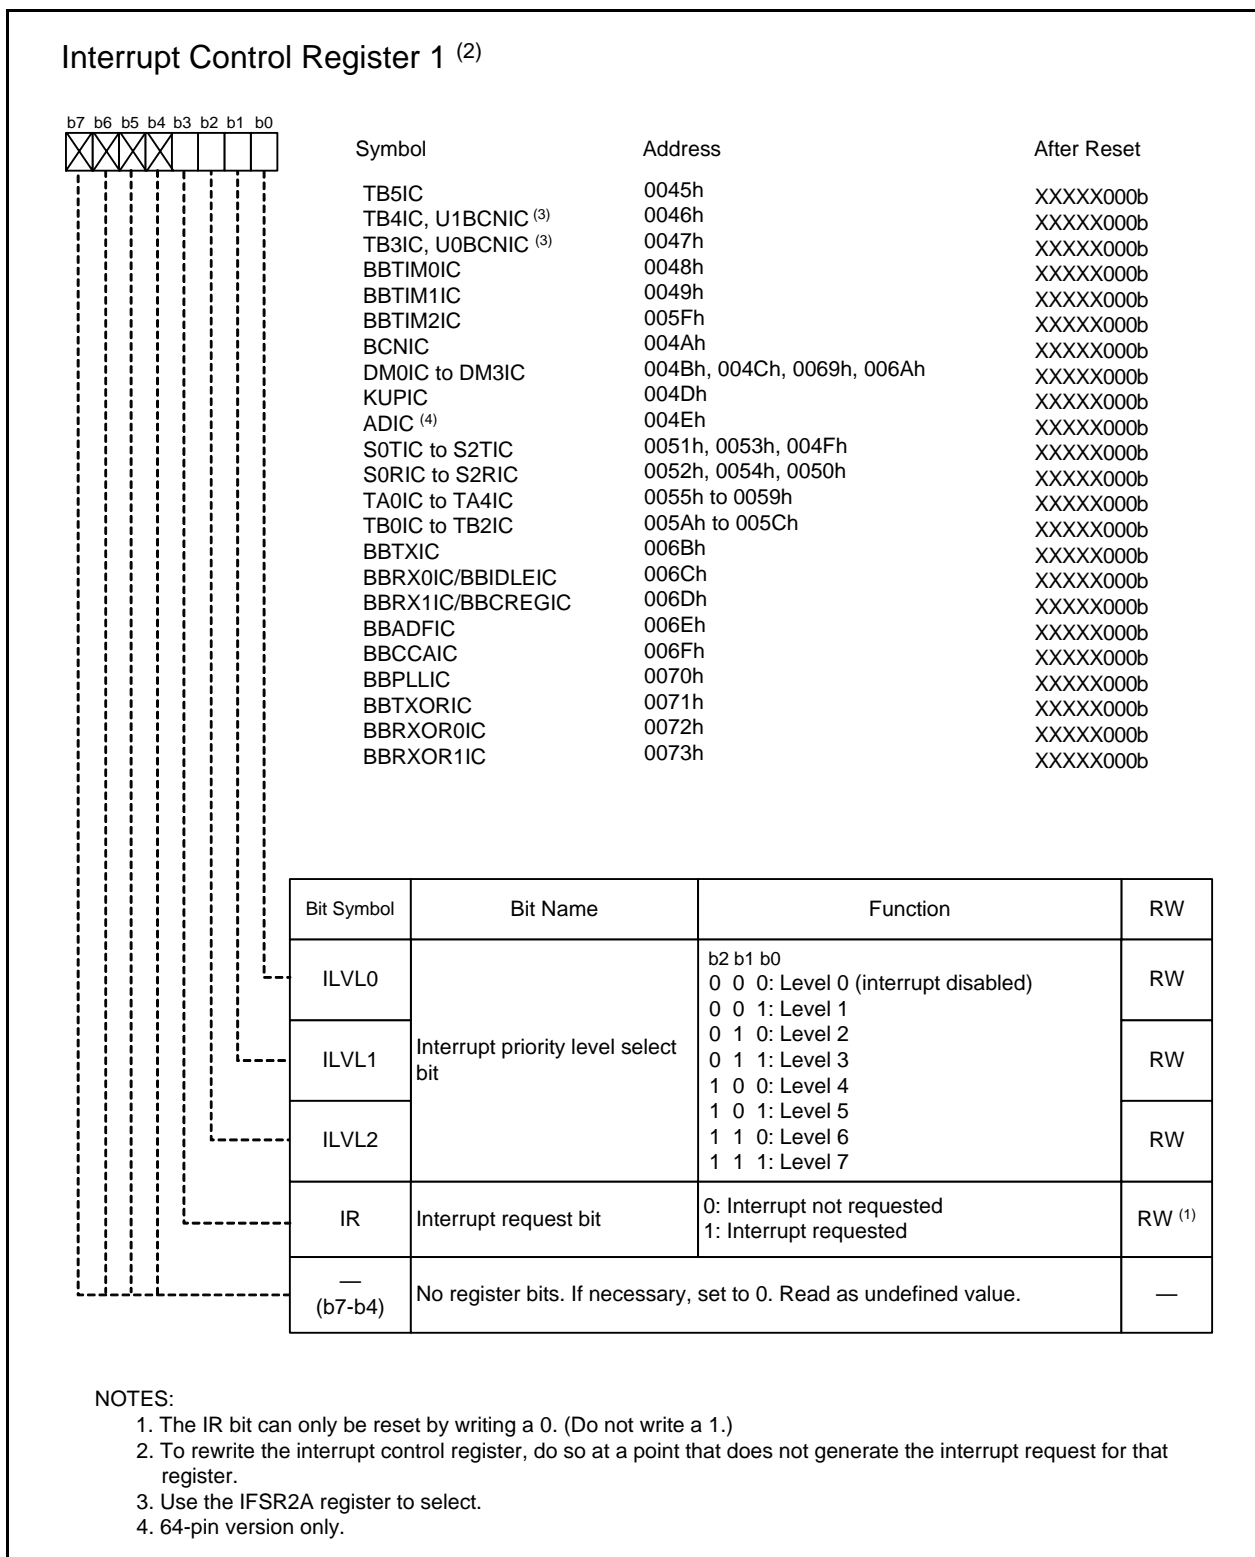 Interrupt Control Register 1 (2)
b7 b6 b5 b4 b3 b2 b1 b0
Symbol Address After Reset
TB5IC 0045h XXXXX000b
TB4IC, U1BCNIC (3) 0046h XXXXX000b
TB3IC, U0BCNIC (3) 0047h XXXXX000b
BBTIM0IC 0048h XXXXX000b
BBTIM1IC 0049h XXXXX000b
BBTIM2IC 005Fh XXXXX000b
BCNIC 004Ah XXXXX000b
DM0IC to DM3IC 004Bh, 004Ch, 0069h, 006Ah XXXXX000b
KUPIC 004Dh XXXXX000b
ADIC (4) 004Eh XXXXX000b
S0TIC to S2TIC 0051h, 0053h, 004Fh XXXXX000b
S0RIC to S2RIC 0052h, 0054h, 0050h XXXXX000b
TA0IC to TA4IC 0055h to 0059h XXXXX000b
TB0IC to TB2IC 005Ah to 005Ch XXXXX000b
BBTXIC 006Bh XXXXX000b
BBRX0IC/BBIDLEIC 006Ch XXXXX000b
BBRX1IC/BBCREGIC 006Dh XXXXX000b
BBADFIC 006Eh XXXXX000b
BBCCAIC 006Fh XXXXX000b
BBPLLIC 0070h XXXXX000b
BBTXORIC 0071h XXXXX000b
BBRXOR0IC 0072h XXXXX000b
BBRXOR1IC 0073h XXXXX000b
Bit Symbol Bit Name Function RW
ILVL0 RW
ILVL1 RW
ILVL2 RW
Interrupt priority level select
bit
b2 b1 b0
0 0 0: Level 0 (interrupt disabled)
0 0 1: Level 1
0 1 0: Level 2
0 1 1: Level 3
1 0 0: Level 4
1 0 1: Level 5
1 1 0: Level 6
1 1 1: Level 7
IR Interrupt request bit 0: Interrupt not requested RW (1)
1: Interrupt requested
—
(b7-b4) No register bits. If necessary, set to 0. Read as undefined value. —
NOTES:
1. The IR bit can only be reset by writing a 0. (Do not write a 1.)
2. To rewrite the interrupt control register, do so at a point that does not generate the interrupt request for that
register.
3. Use the IFSR2A register to select.
4. 64-pin version only.